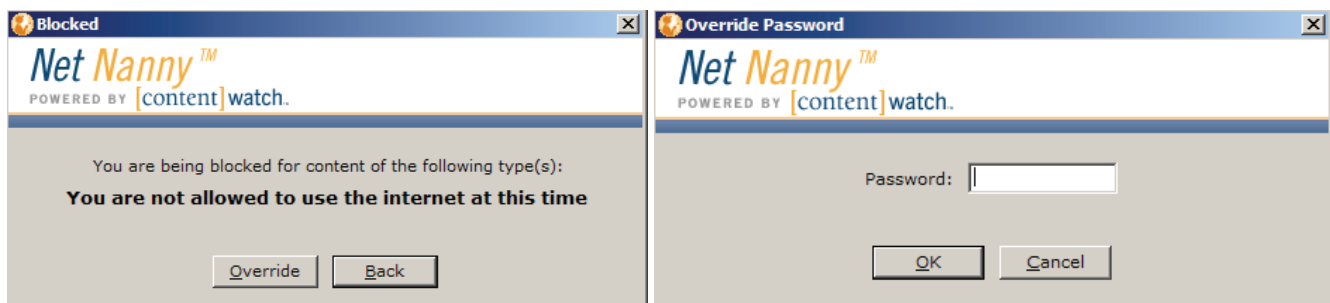 Blocked
Net Nanny™
POWERED BY [content]watch™
You are being blocked for content of the following type(s):
You are not allowed to use the internet at this time
Override Back
Override Password
Net Nanny™
POWERED BY [content]watch™
Password:
OK Cancel